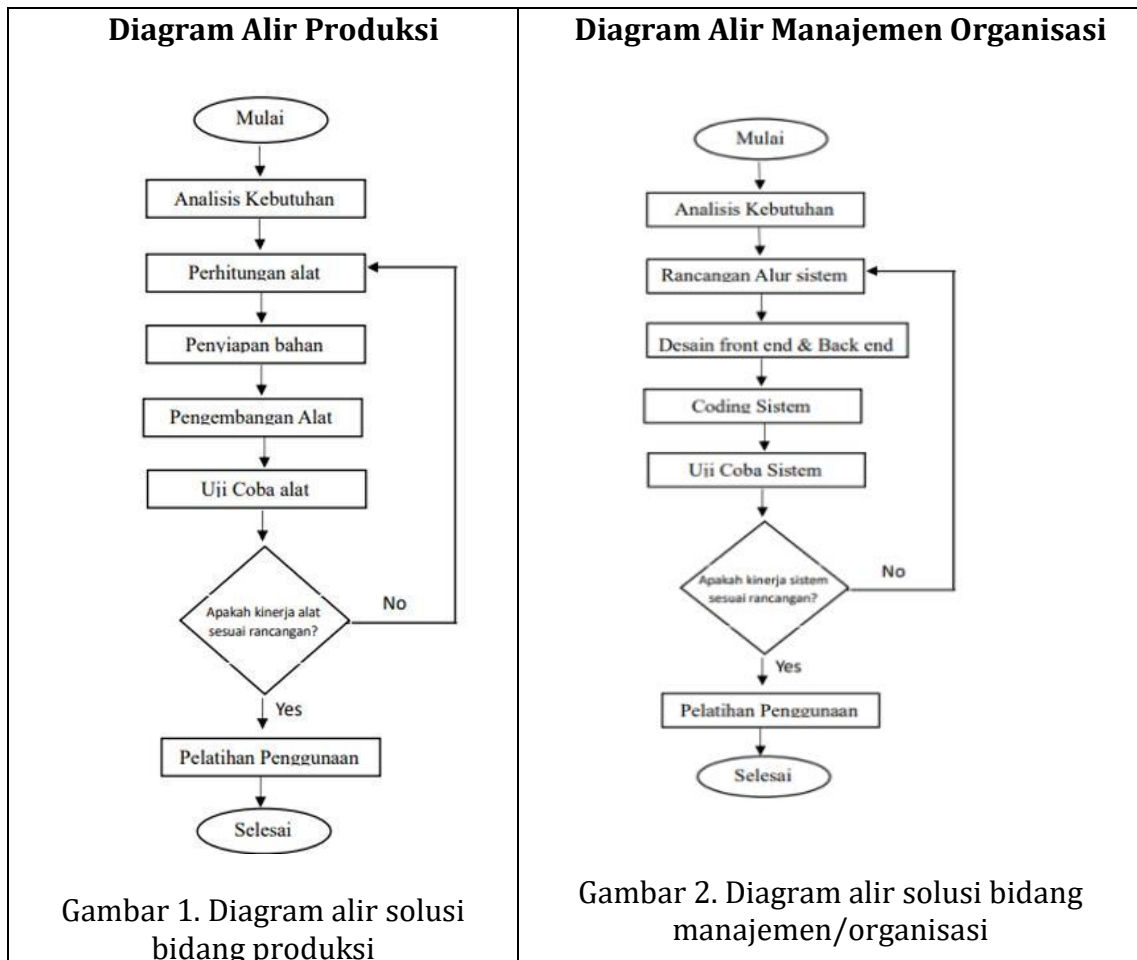 Diagram Alir Produksi
Mulai
Analisis Kebutuhan
Perhitungan alat
Penyiapan bahan
Pengembangan Alat
Uji Coba alat
Apakah kinerja alat
sesuai rancangan?
No
Yes
Pelatihan Penggunaan
Selesai
Gambar 1. Diagram alir solusi
bidang produksi
Diagram Alir Manajemen Organisasi
Mulai
Analisis Kebutuhan
Rancangan Alur sistem
Desain front end & Back end
Coding Sistem
Uji Coba Sistem
Apakah kinerja sistem
sesuai rancangan?
No
Yes
Pelatihan Penggunaan
Selesai
Gambar 2. Diagram alir solusi bidang
manajemen/organisasi